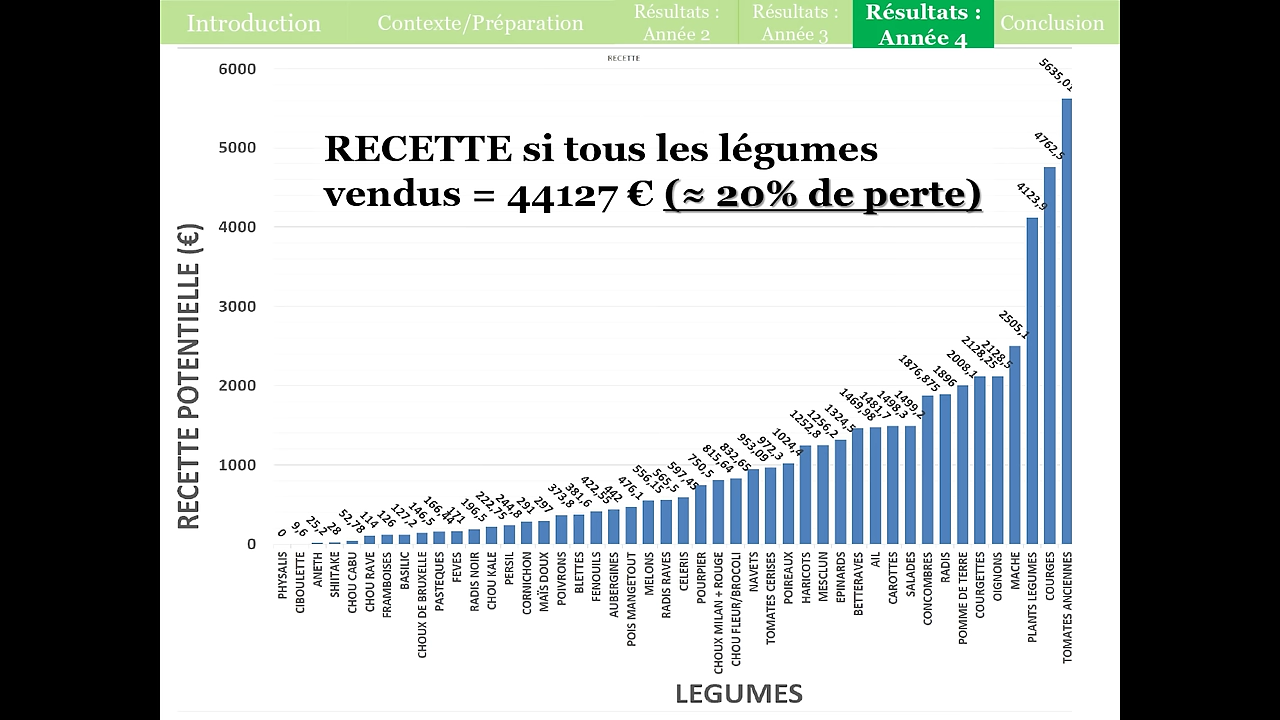 Introduction
Contexte/Préparation
Résultats :
Année 2
Résultats :
Année 3
Résultats :
Année 4
Conclusion
RECETTE
RECETTE si tous les légumes
vendus = 44127 € (≈ 20% de perte)
RECETTE POTENTIELLE (€)
6000
5000
4000
3000
2000
1000
0
0
9,6
25,2
28
52,78
114
126
127,2
146,5
166,44
171
196,5
222,75
244,8
291
297
373,8
381,6
422,55
442
476,1
556,15
565,5
597,45
750,5
815,64
832,65
953,09
972,3
1024,4
1252,8
1256,2
1324,5
1469,98
1481,7
1498,3
1499,2
1876,875
1896
2008,1
2128,25
2128,5
2505,1
4123,9
4762,5
5635,01
PHYSALIS
CIBOULETTE
ANETH
SHIITAKE
CHOU CABU
CHOU RAVE
FRAMBOISES
BASILIC
CHOUX DE BRUXELLE
PASTEQUES
FEVES
RADIS NOIR
CHOU KALE
PERSIL
CORNICHON
MAÏS DOUX
POIVRONS
BLETTES
FENOUILS
AUBERGINES
POIS MANGETOUT
MELONS
RADIS RAVES
CELERIS
POURPIER
CHOUX MILAN + ROUGE
CHOU FLEUR/BROCOLI
NAVETS
TOMATES CERISES
POIREAUX
HARICOTS
MESCLUN
EPINARDS
BETTERAVES
AIL
CAROTTES
SALADES
CONCOMBRES
RADIS
POMME DE TERRE
COURGETTES
OIGNONS
MACHE
PLANTS LEGUMES
COURGES
TOMATES ANCIENNES
LEGUMES